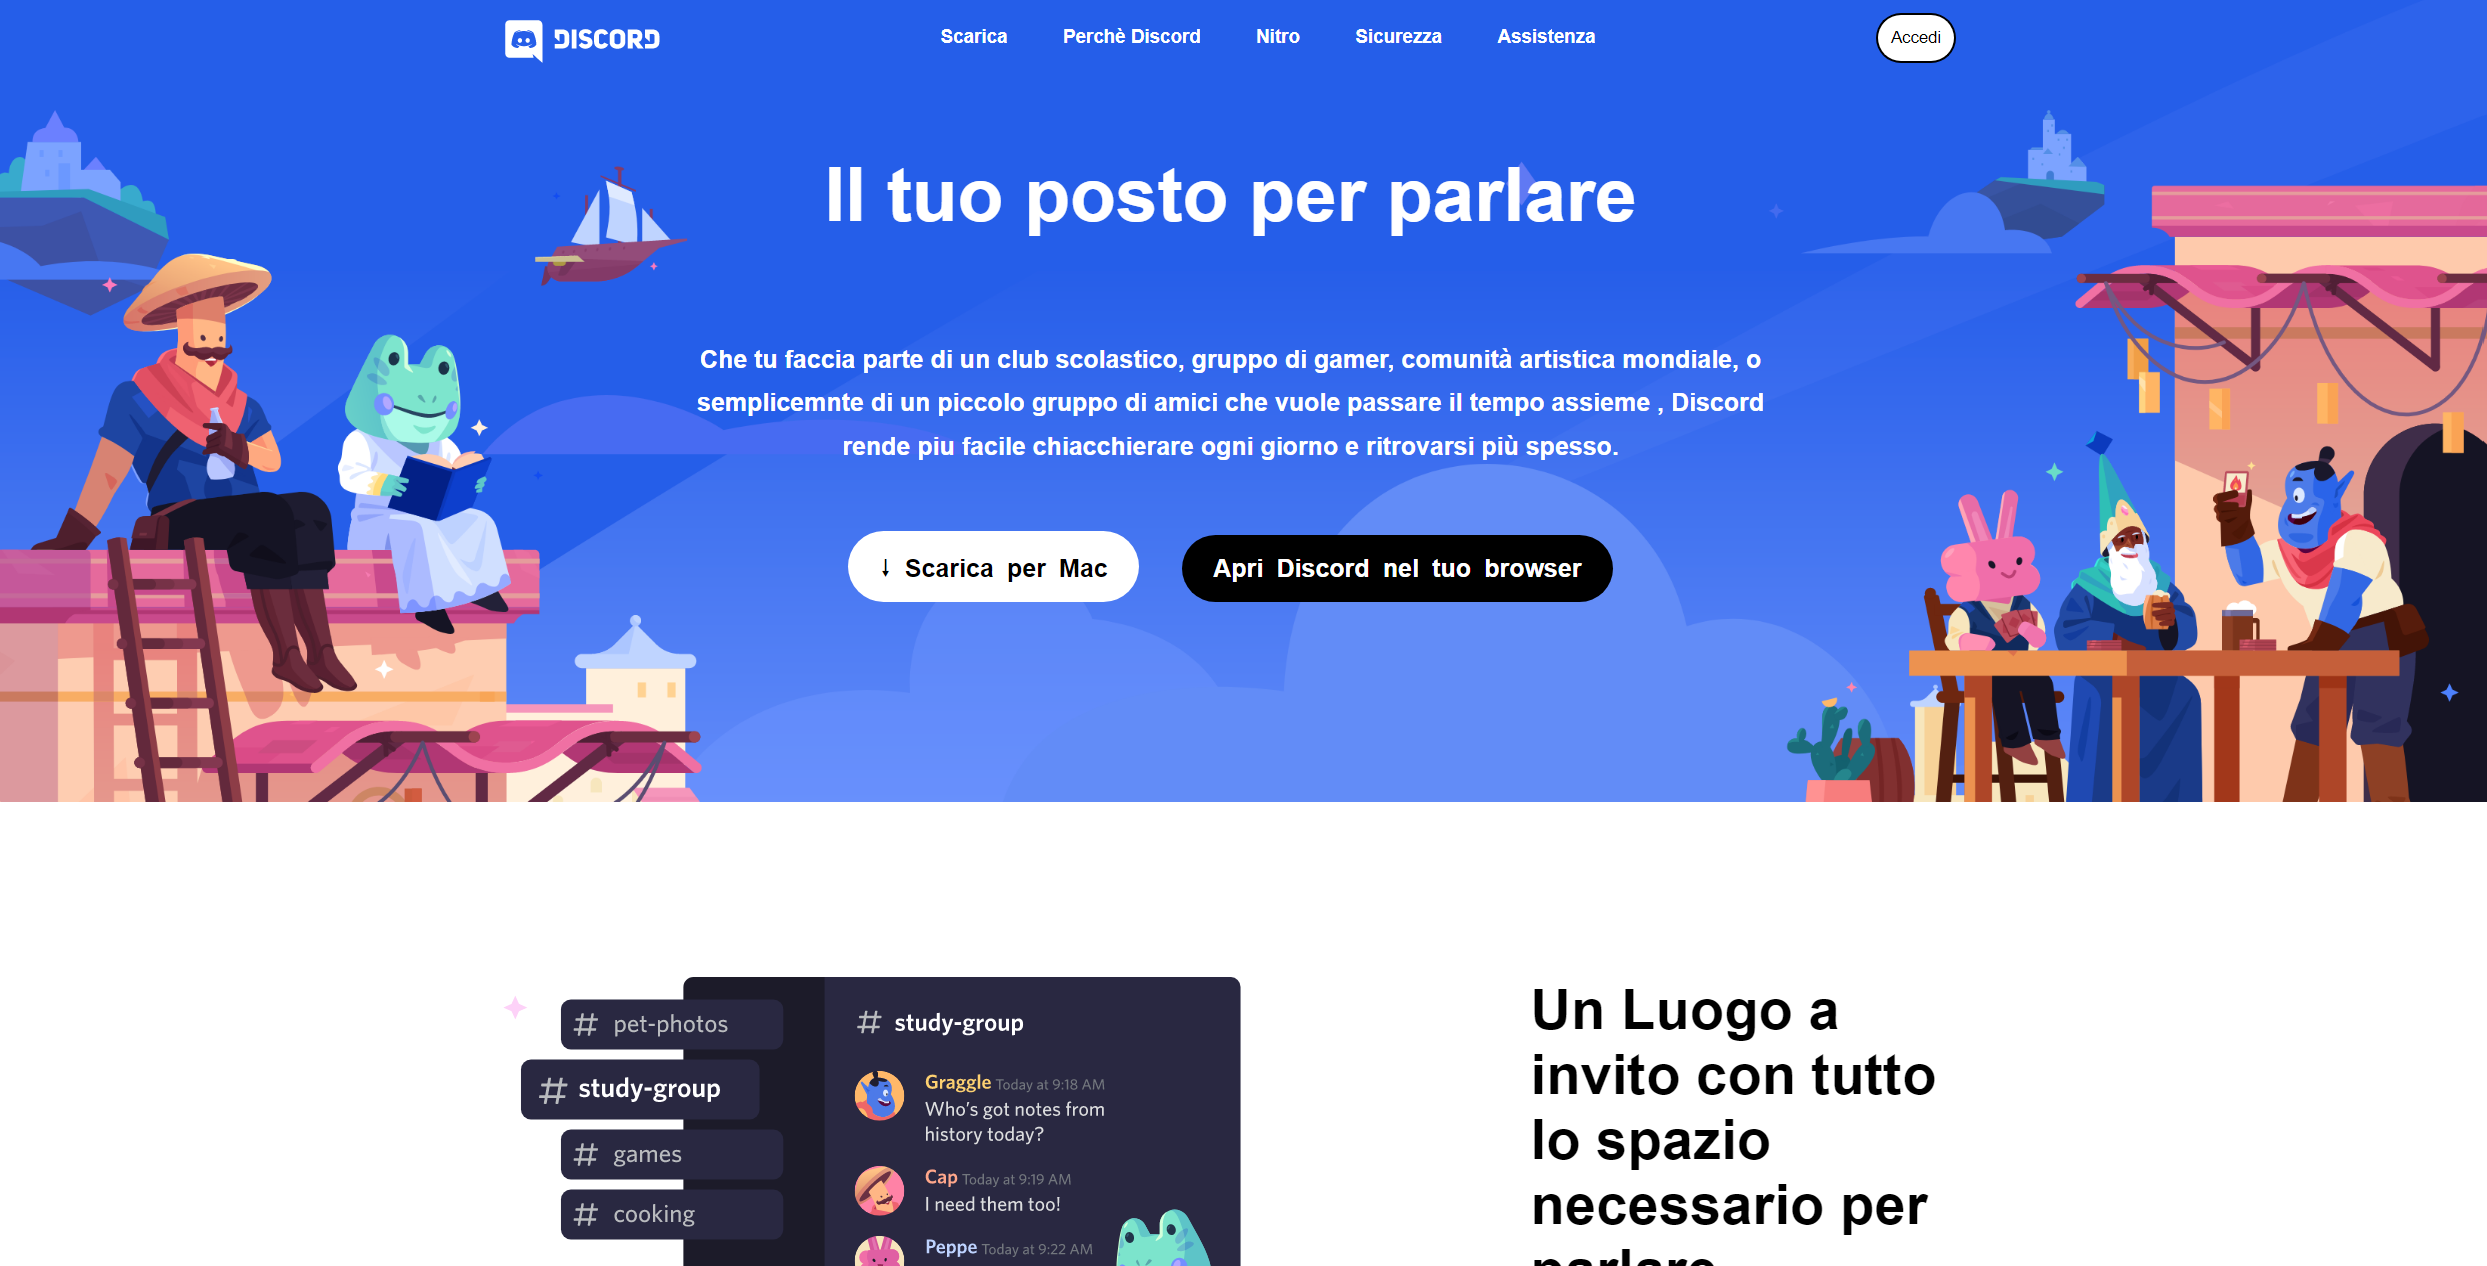 DISCORD
Scarica
Perchè Discord
Nitro
Sicurezza
Assistenza
Accedi
Il tuo posto per parlare
Che tu faccia parte di un club scolastico, gruppo di gamer, comunità artistica mondiale, o
semplicemnte di un piccolo gruppo di amici che vuole passare il tempo assieme , Discord
rende piu facile chiacchierare ogni giorno e ritrovarsi più spesso.
↓ Scarica per Mac
Apri Discord nel tuo browser
# pet-photos
# study-group
# games
# cooking
# study-group
Graggle Today at 9:18 AM
Who's got notes from
history today?
Cap Today at 9:19 AM
I need them too!
Peppe Today at 9:22 AM
Un Luogo a
invito con tutto
lo spazio
necessario per
parlare